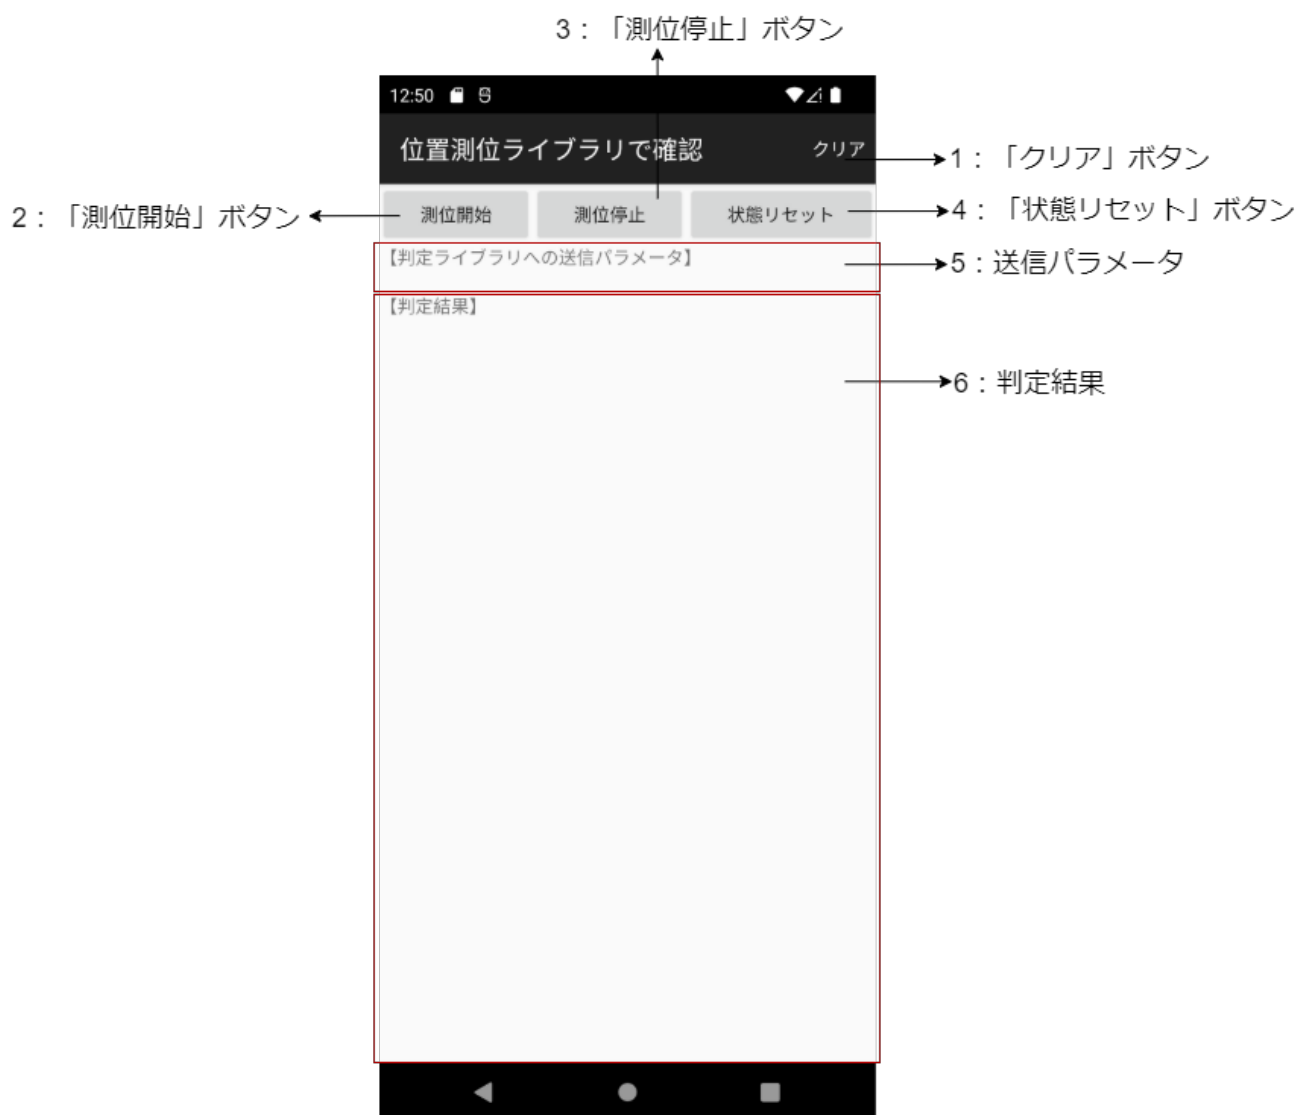 3：「測位停止」ボタン
12:50
位置測位ライブラリで確認
クリア
1：「クリア」ボタン
2：「測位開始」ボタン
測位開始
測位停止
状態リセット
4：「状態リセット」ボタン
【判定ライブラリへの送信パラメータ】
5：送信パラメータ
【判定結果】
6：判定結果